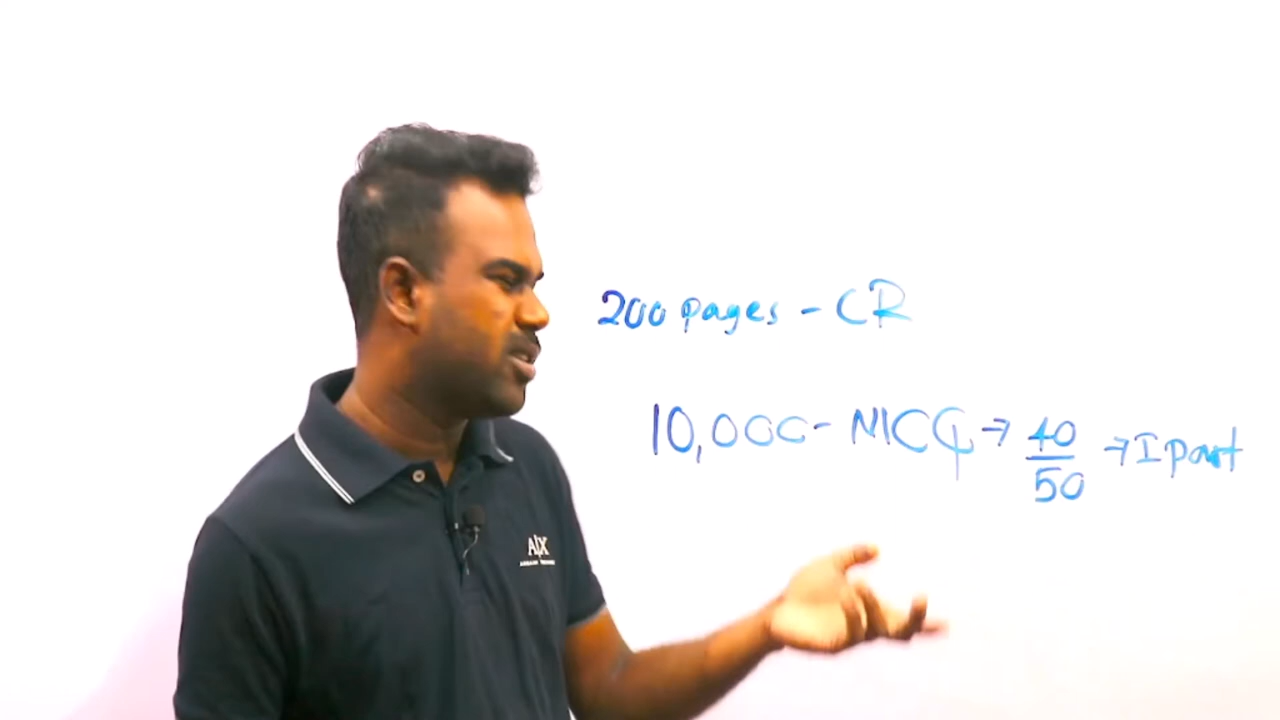 200 pages - CR
10,000 - MCQ → 40/50 → I part
A|X